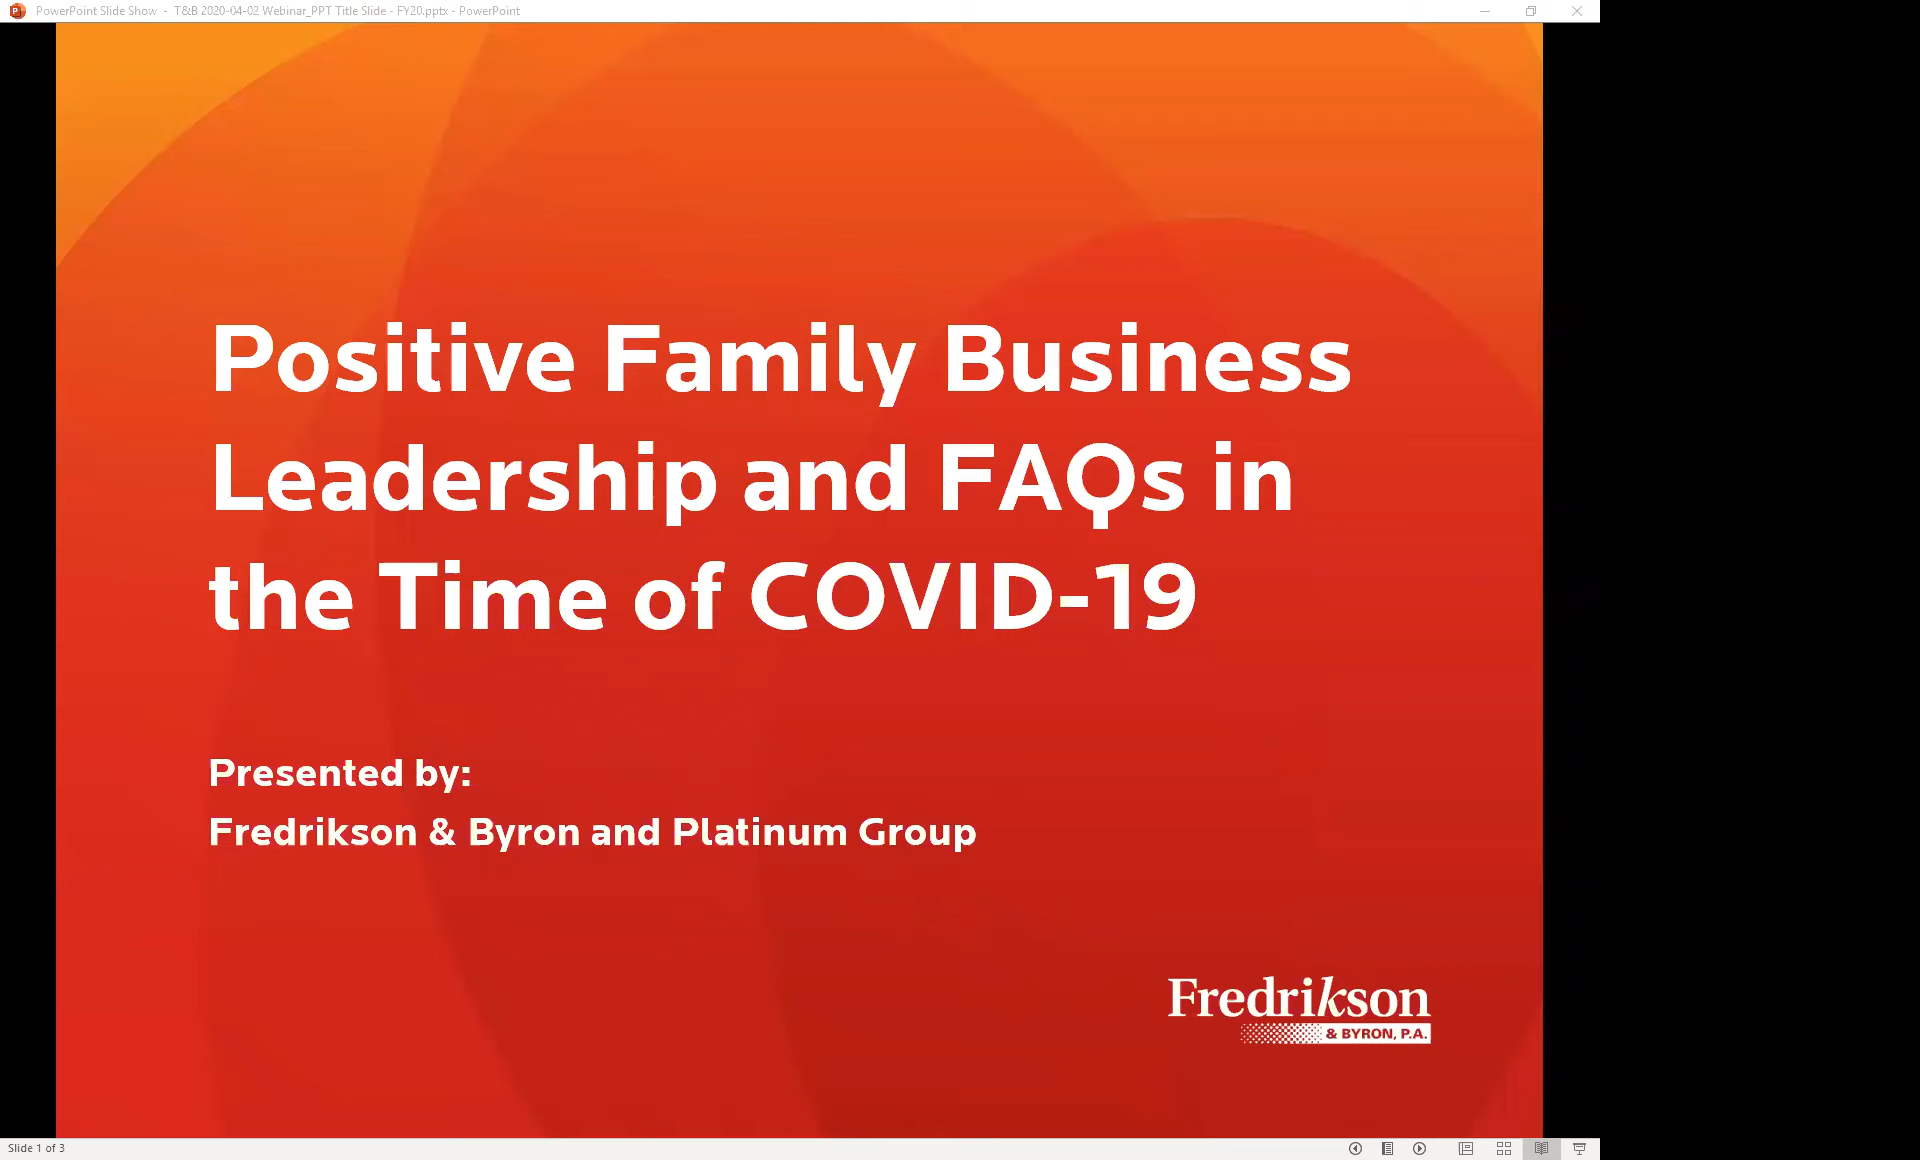 PowerPoint Slide Show - T&B 2020-04-02 Webinar_PPT Title Slide - FY20.pptx - PowerPoint
Positive Family Business
Leadership and FAQs in
the Time of COVID-19
Presented by:
Fredrikson & Byron and Platinum Group
Fredrikson
& BYRON, P.A.
Slide 1 of 3